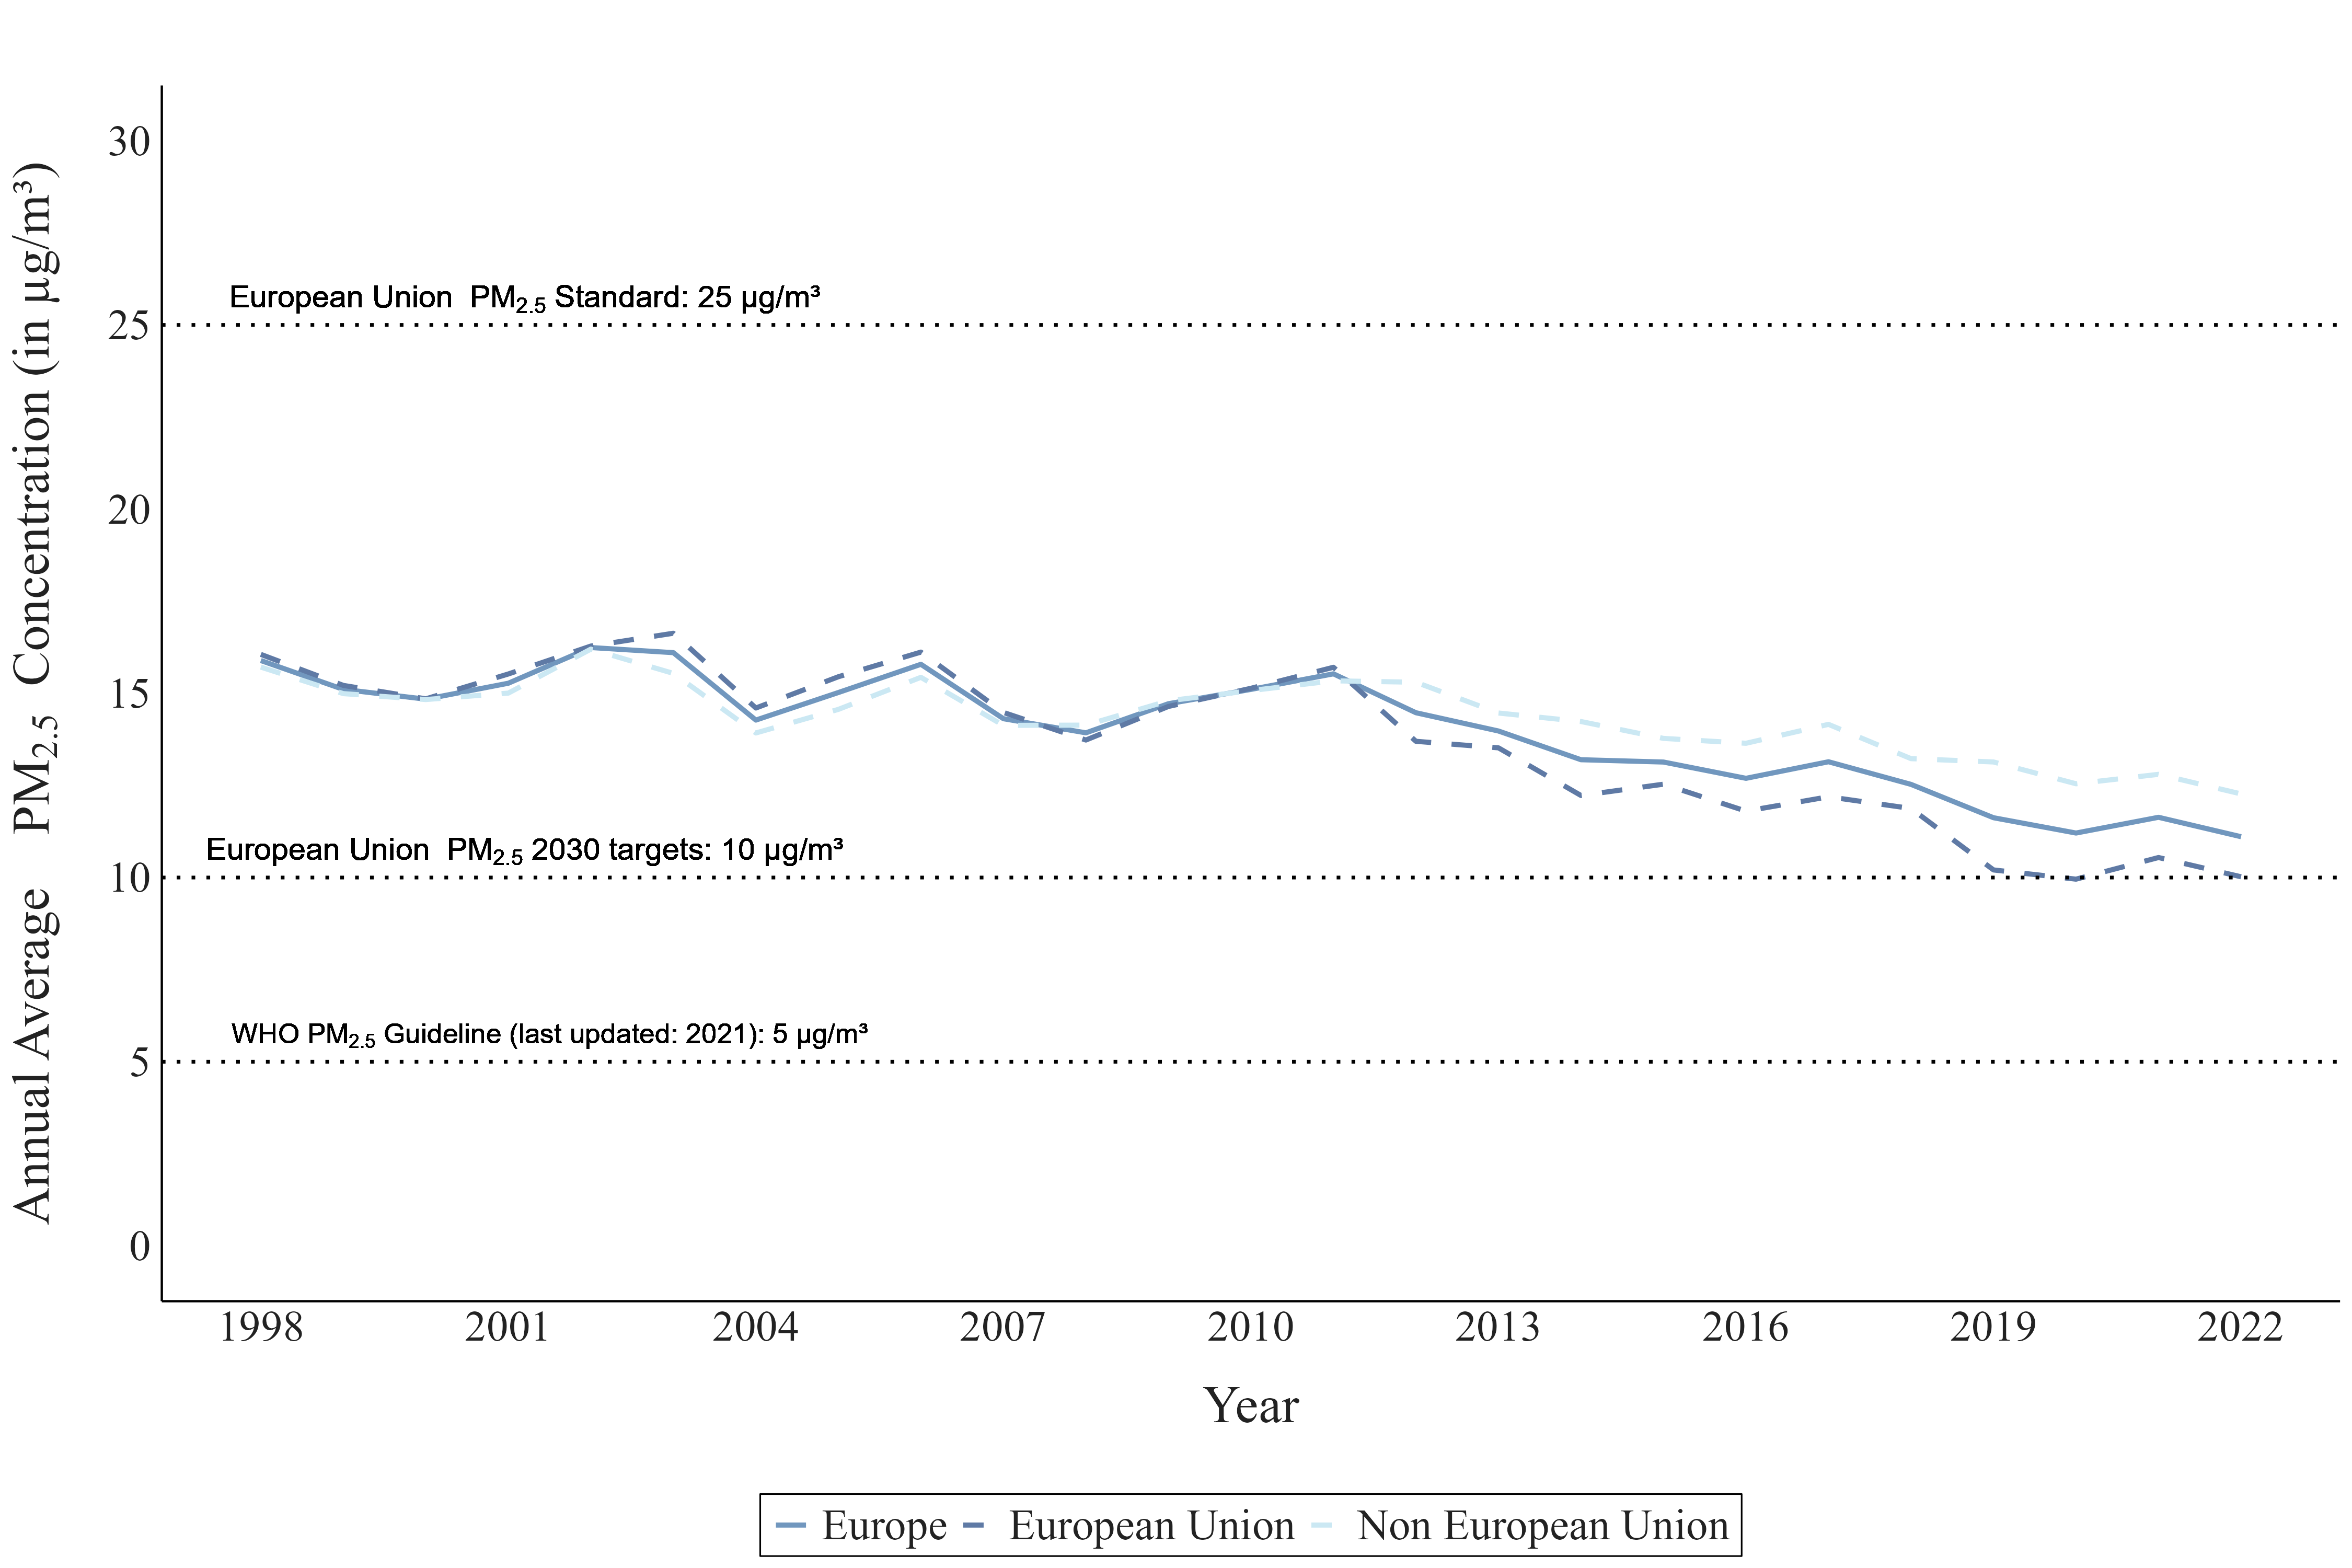 Annual Average PM2.5 Concentration (in µg/m³)
30
European Union PM2.5 Standard: 25 µg/m³
25
20
15
European Union PM2.5 2030 targets: 10 µg/m³
10
WHO PM2.5 Guideline (last updated: 2021): 5 µg/m³
5
0
1998 2001 2004 2007 2010 2013 2016 2019 2022
Year
Europe European Union Non European Union